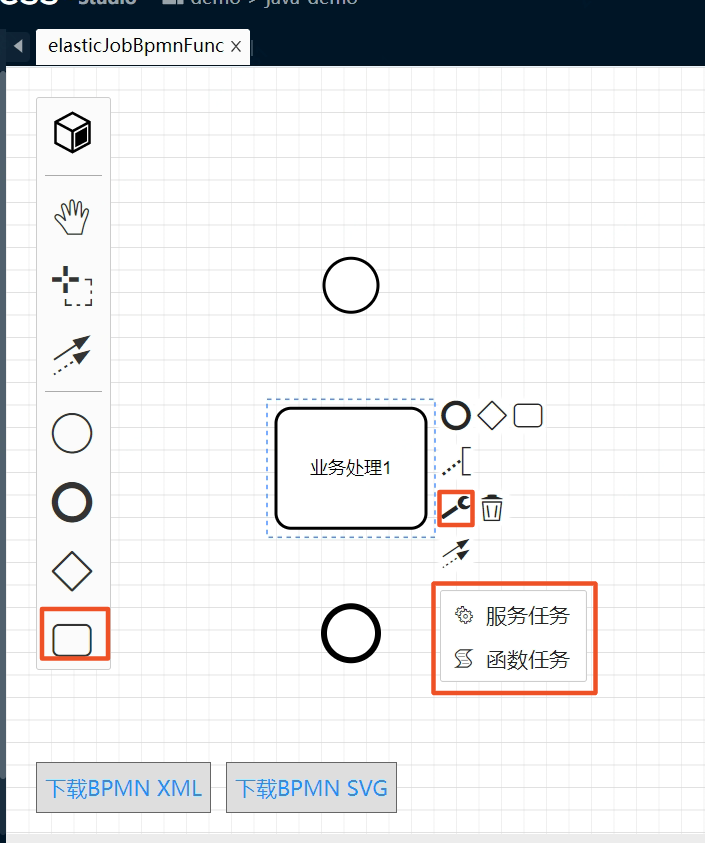 Studio demo > java-demo
elasticJobBpmnFunc X
业务处理1
服务任务
函数任务
下载BPMN XML 下载BPMN SVG